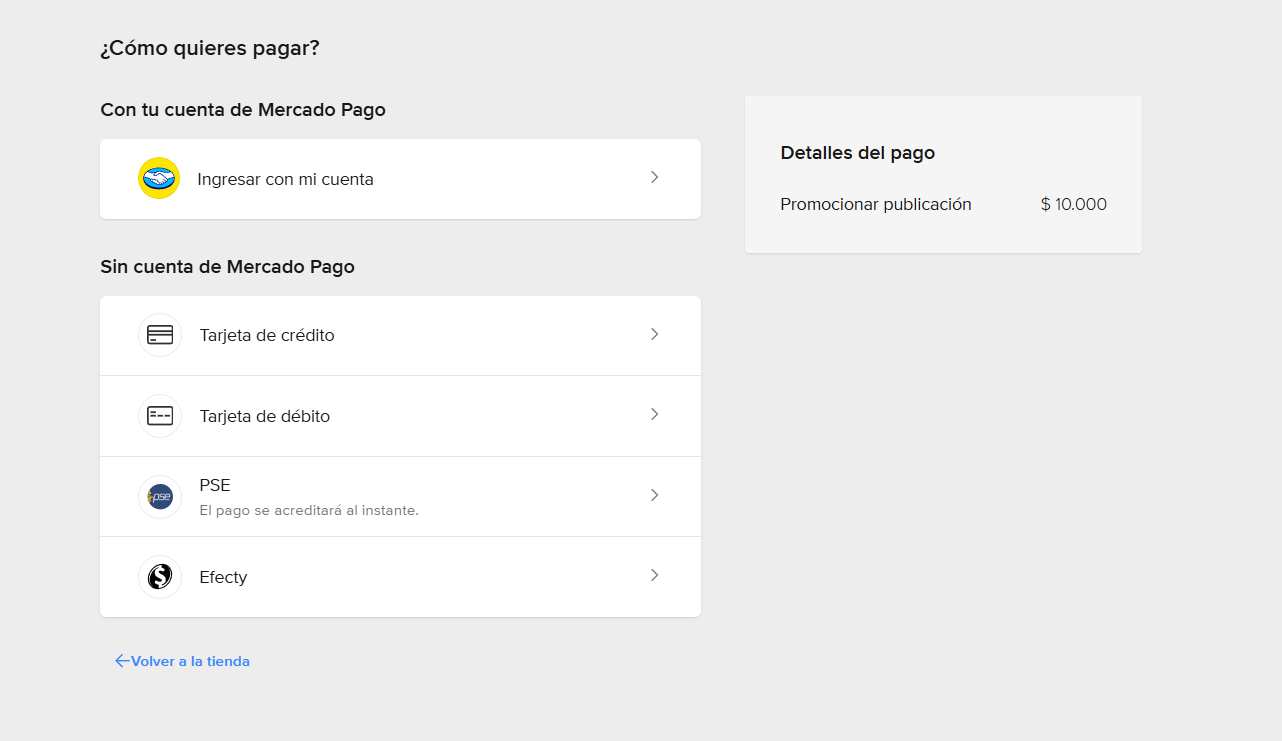 ¿Cómo quieres pagar?
Con tu cuenta de Mercado Pago
Ingresar con mi cuenta
Sin cuenta de Mercado Pago
Tarjeta de crédito
Tarjeta de débito
pse
PSE
El pago se acreditará al instante.
$
Efecty
Volver a la tienda
Detalles del pago
Promocionar publicación $ 10.000